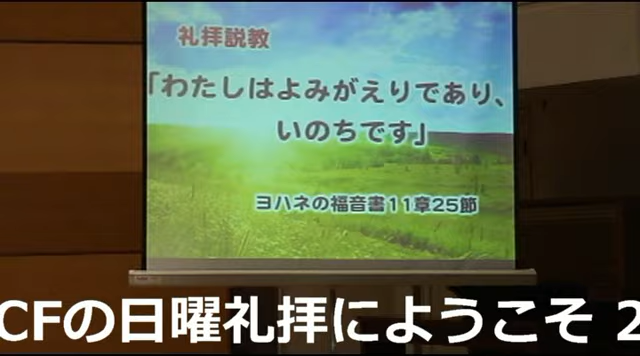 礼拝説教
「わたしはよみがえりであり、
いのちです」
ヨハネの福音書11章25節
CFの日曜礼拝にようこそ 2